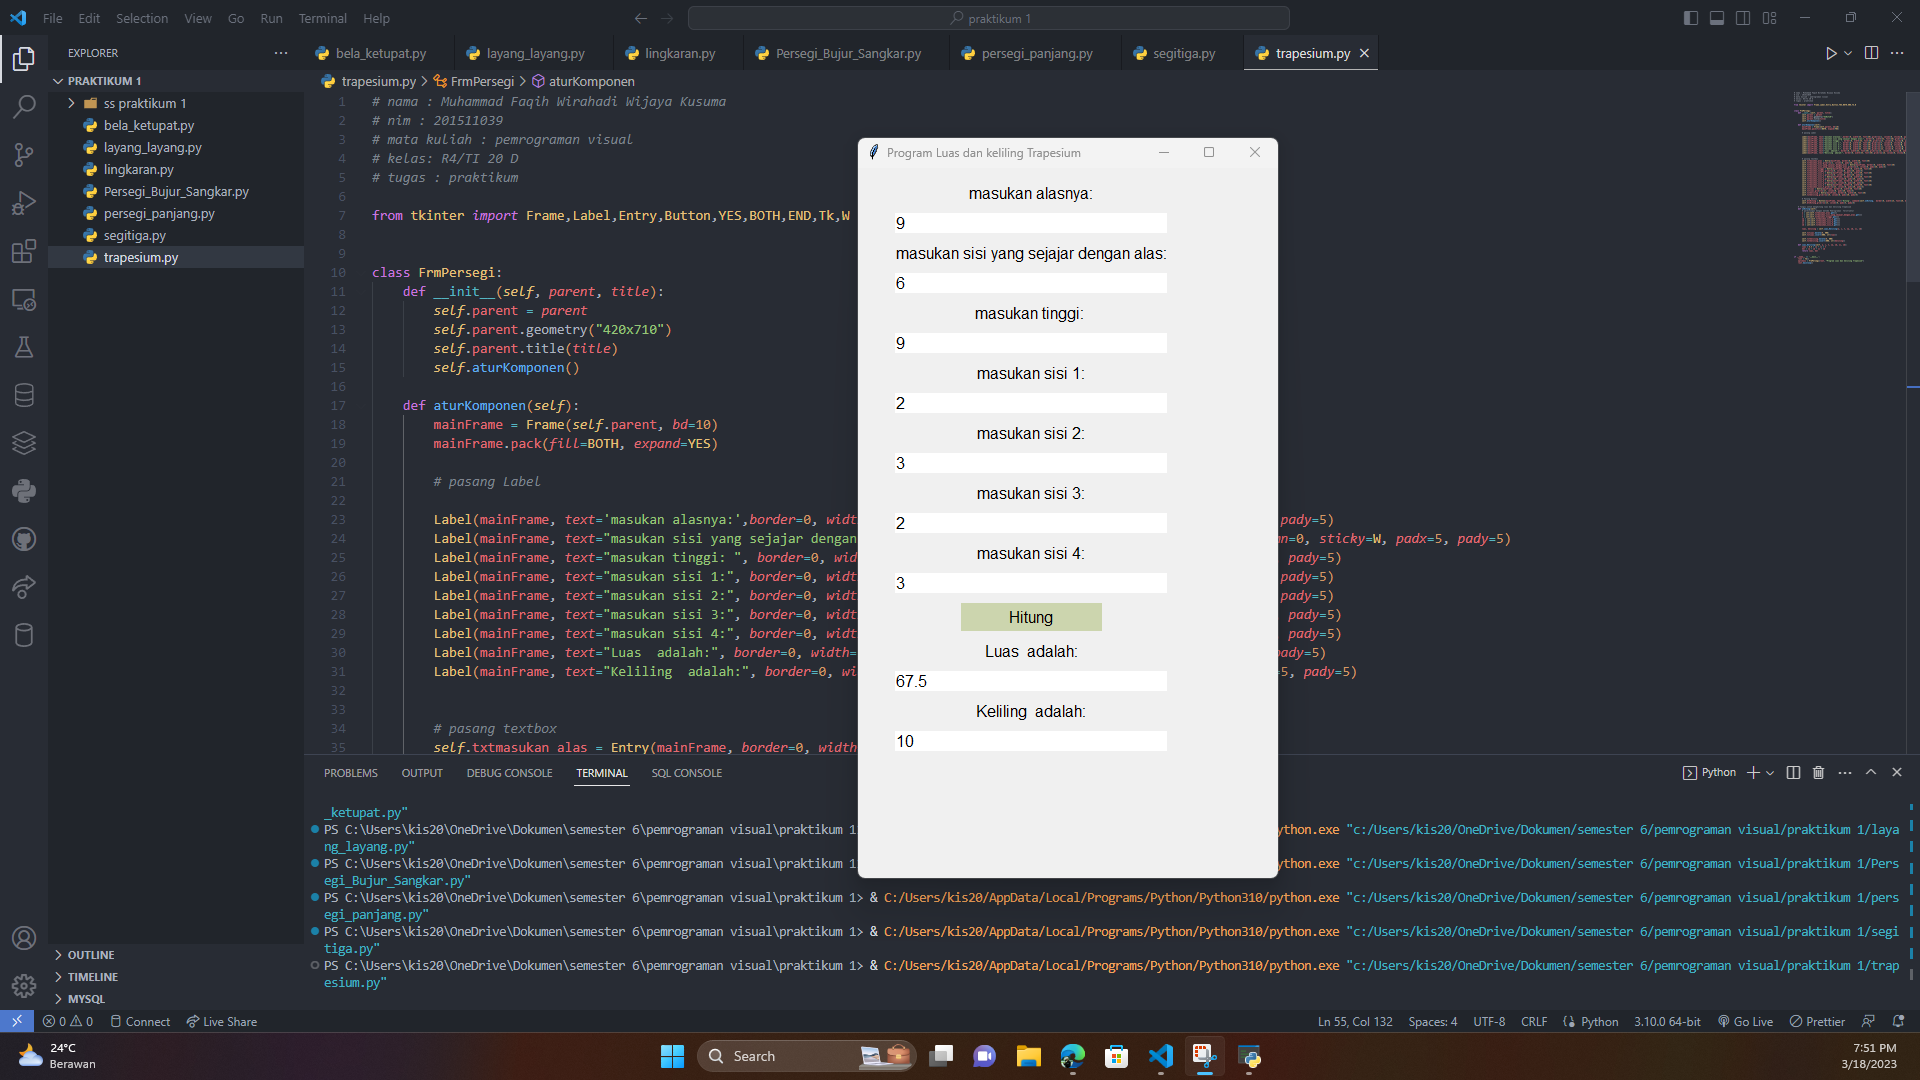 File Edit Selection View Go Run Terminal Help
praktikum 1
EXPLORER
bela_ketupat.py layang_layang.py lingkaran.py Persegi_Bujur_Sangkar.py persegi_panjang.py segitiga.py trapesium.py
PRAKTIKUM 1
ss praktikum 1
bela_ketupat.py
layang_layang.py
lingkaran.py
Persegi_Bujur_Sangkar.py
persegi_panjang.py
segitiga.py
trapesium.py
OUTLINE
TIMELINE
MYSQL
trapesium.py > FrmPersegi > aturKomponen
1 # nama : Muhammad Faqih Wirahadi Wijaya Kusuma
2 # nim : 201511039
3 # mata kuliah : pemrograman visual
4 # kelas: R4/TI 20 D
5 # tugas : praktikum
6
7 from tkinter import Frame,Label,Entry,Button,YES,BOTH,END,Tk,W
8
9
10 class FrmPersegi:
11 def __init__(self, parent, title):
12 self.parent = parent
13 self.parent.geometry("420x710")
14 self.parent.title(title)
15 self.aturKomponen()
16
17 def aturKomponen(self):
18 mainFrame = Frame(self.parent, bd=10)
19 mainFrame.pack(fill=BOTH, expand=YES)
20
21 # pasang Label
22
23 Label(mainFrame, text='masukan alasnya:',border=0, widt pady=5)
24 Label(mainFrame, text="masukan sisi yang sejajar dengan n=0, sticky=W, padx=5, pady=5)
25 Label(mainFrame, text="masukan tinggi: ", border=0, wid pady=5)
26 Label(mainFrame, text="masukan sisi 1:", border=0, widt pady=5)
27 Label(mainFrame, text="masukan sisi 2:", border=0, widt pady=5)
28 Label(mainFrame, text="masukan sisi 3:", border=0, widt pady=5)
29 Label(mainFrame, text="masukan sisi 4:", border=0, widt pady=5)
30 Label(mainFrame, text="Luas  adalah:", border=0, width= pady=5)
31 Label(mainFrame, text="Keliling  adalah:", border=0, wi =5, pady=5)
32
33
34 # pasang textbox
35 self.txtmasukan_alas = Entry(mainFrame, border=0, width
Program Luas dan keliling Trapesium
masukan alasnya:
9
masukan sisi yang sejajar dengan alas:
6
masukan tinggi:
9
masukan sisi 1:
2
masukan sisi 2:
3
masukan sisi 3:
2
masukan sisi 4:
3
Hitung
Luas  adalah:
67.5
Keliling  adalah:
10
PROBLEMS OUTPUT DEBUG CONSOLE TERMINAL SQL CONSOLE
Python
_ketupat.py"
PS C:\Users\kis20\OneDrive\Dokumen\semester 6\pemrograman visual\praktikum 1 python.exe "c:/Users/kis20/OneDrive/Dokumen/semester 6/pemrograman visual/praktikum 1/laya
ng_layang.py"
PS C:\Users\kis20\OneDrive\Dokumen\semester 6\pemrograman visual\praktikum 1 python.exe "c:/Users/kis20/OneDrive/Dokumen/semester 6/pemrograman visual/praktikum 1/Pers
egi_Bujur_Sangkar.py"
PS C:\Users\kis20\OneDrive\Dokumen\semester 6\pemrograman visual\praktikum 1> & C:/Users/kis20/AppData/Local/Programs/Python/Python310/python.exe "c:/Users/kis20/OneDrive/Dokumen/semester 6/pemrograman visual/praktikum 1/pers
egi_panjang.py"
PS C:\Users\kis20\OneDrive\Dokumen\semester 6\pemrograman visual\praktikum 1> & C:/Users/kis20/AppData/Local/Programs/Python/Python310/python.exe "c:/Users/kis20/OneDrive/Dokumen/semester 6/pemrograman visual/praktikum 1/segi
tiga.py"
PS C:\Users\kis20\OneDrive\Dokumen\semester 6\pemrograman visual\praktikum 1> & C:/Users/kis20/AppData/Local/Programs/Python/Python310/python.exe "c:/Users/kis20/OneDrive/Dokumen/semester 6/pemrograman visual/praktikum 1/trap
esium.py"
0 0 Connect Live Share
Ln 55, Col 132 Spaces: 4 UTF-8 CRLF Python 3.10.0 64-bit Go Live Prettier
24°C
Berawan
Search
7:51 PM
3/18/2023